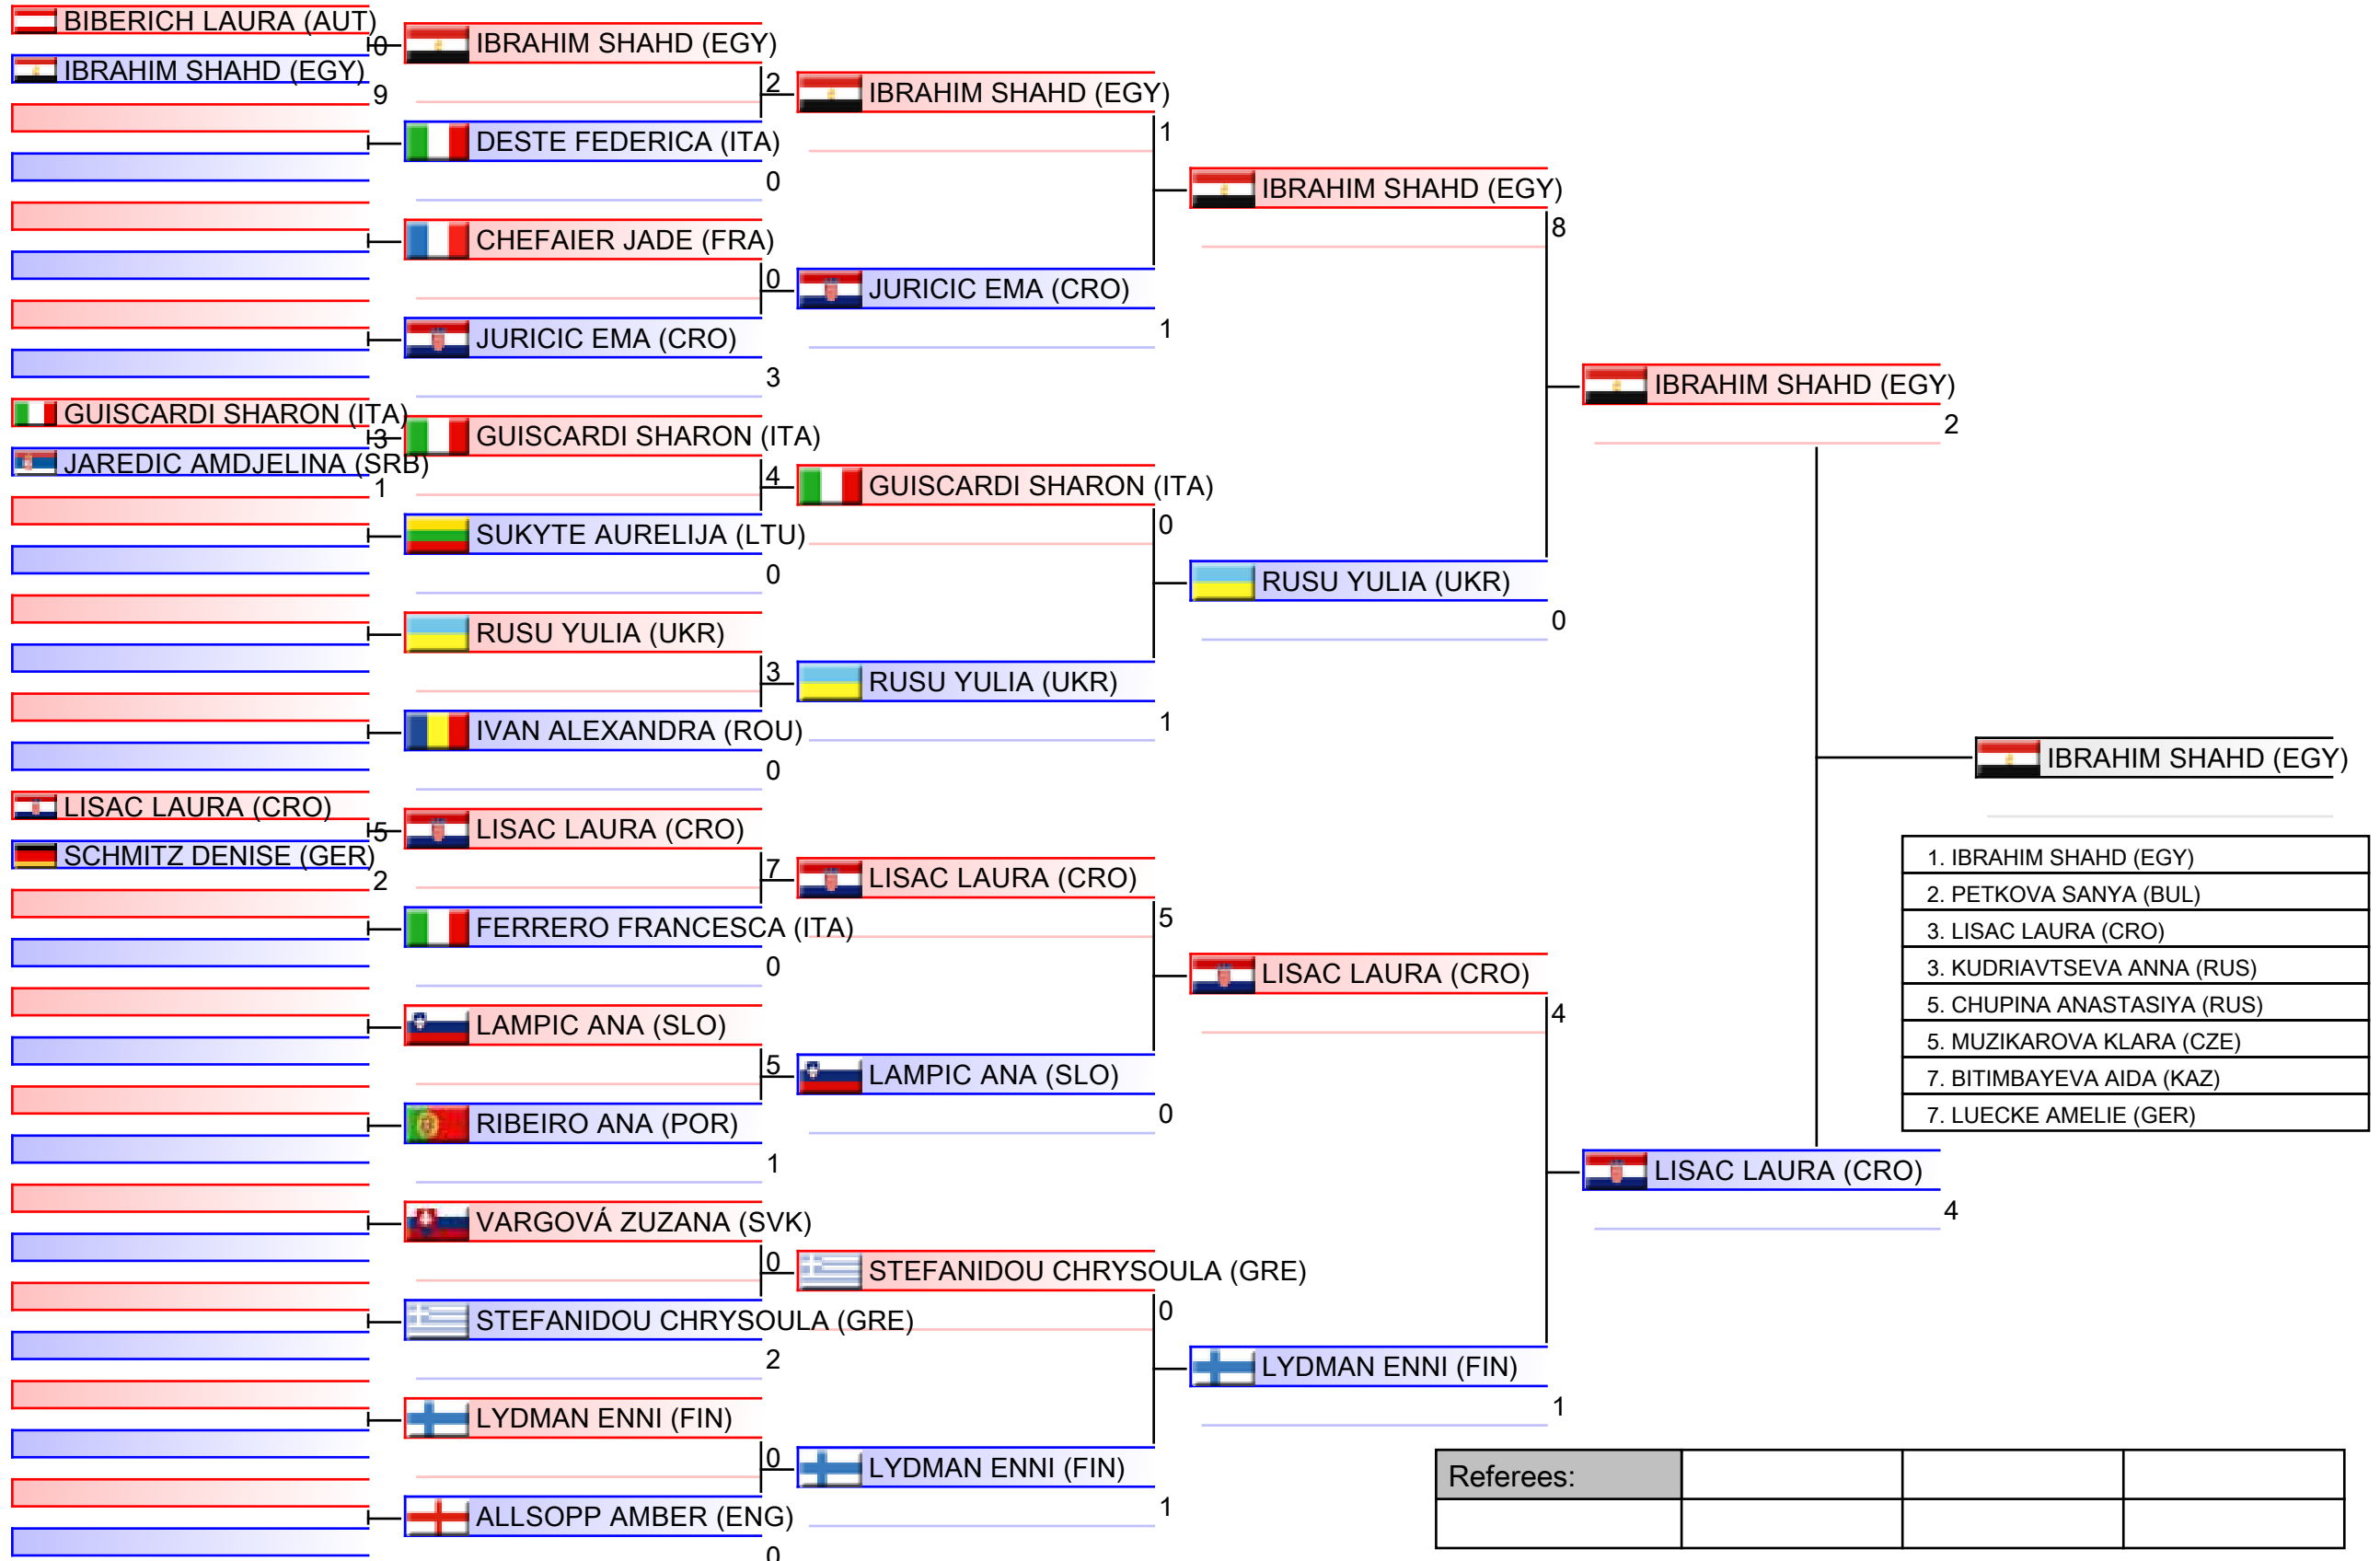 BIBERICH LAURA (AUT)
0
IBRAHIM SHAHD (EGY)
9
GUISCARDI SHARON (ITA)
3
JAREDIC AMDJELINA (SRB)
1
LISAC LAURA (CRO)
5
SCHMITZ DENISE (GER)
2
IBRAHIM SHAHD (EGY)
2
DESTE FEDERICA (ITA)
0
CHEFAIER JADE (FRA)
0
JURICIC EMA (CRO)
3
GUISCARDI SHARON (ITA)
4
SUKYTE AURELIJA (LTU)
0
RUSU YULIA (UKR)
3
IVAN ALEXANDRA (ROU)
0
LISAC LAURA (CRO)
7
FERRERO FRANCESCA (ITA)
0
LAMPIC ANA (SLO)
5
RIBEIRO ANA (POR)
1
VARGOVÁ ZUZANA (SVK)
0
STEFANIDOU CHRYSOULA (GRE)
2
LYDMAN ENNI (FIN)
0
ALLSOPP AMBER (ENG)
0
IBRAHIM SHAHD (EGY)
1
JURICIC EMA (CRO)
1
GUISCARDI SHARON (ITA)
0
RUSU YULIA (UKR)
1
LISAC LAURA (CRO)
5
LAMPIC ANA (SLO)
0
STEFANIDOU CHRYSOULA (GRE)
0
LYDMAN ENNI (FIN)
1
IBRAHIM SHAHD (EGY)
8
RUSU YULIA (UKR)
0
LISAC LAURA (CRO)
4
LYDMAN ENNI (FIN)
1
IBRAHIM SHAHD (EGY)
2
LISAC LAURA (CRO)
4
IBRAHIM SHAHD (EGY)
1. IBRAHIM SHAHD (EGY)
2. PETKOVA SANYA (BUL)
3. LISAC LAURA (CRO)
3. KUDRIAVTSEVA ANNA (RUS)
5. CHUPINA ANASTASIYA (RUS)
5. MUZIKAROVA KLARA (CZE)
7. BITIMBAYEVA AIDA (KAZ)
7. LUECKE AMELIE (GER)
Referees: